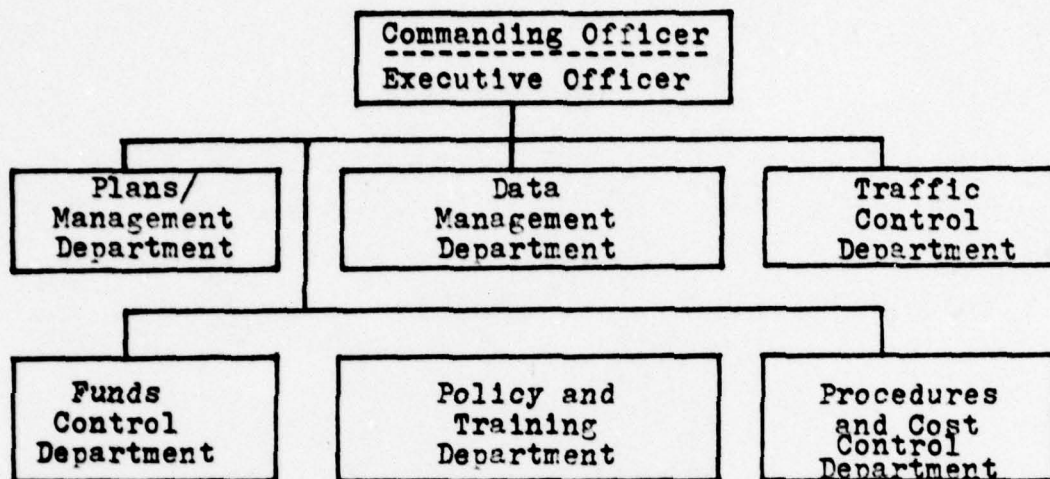 Commanding Officer
Executive Officer
Plans/
Management
Department
Data
Management
Department
Traffic
Control
Department
Funds
Control
Department
Policy and
Training
Department
Procedures
and Cost
Control
Department